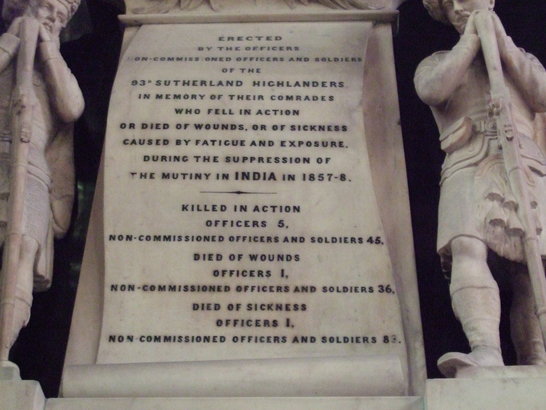 ERECTED
BY THE OFFICERS
NON-COMMISSIONED OFFICERS AND SOLDIERS
OF THE
93RD SUTHERLAND HIGHLANDERS,
IN MEMORY OF THEIR COMRADES
WHO FELL IN ACTION
OR DIED OF WOUNDS, OR OF SICKNESS
CAUSED BY FATIGUE AND EXPOSURE,
DURING THE SUPPRESSION OF
THE MUTINY IN INDIA IN 1857-8.
KILLED IN ACTION
OFFICERS 5,
NON-COMMISSIONED OFFICERS AND SOLDIERS 45.
DIED OF WOUNDS,
OFFICERS 1,
NON-COMMISSIONED OFFICERS AND SOLDIERS 36.
DIED OF SICKNESS
OFFICERS 1,
NON-COMMISSIONED OFFICERS AND SOLDIERS